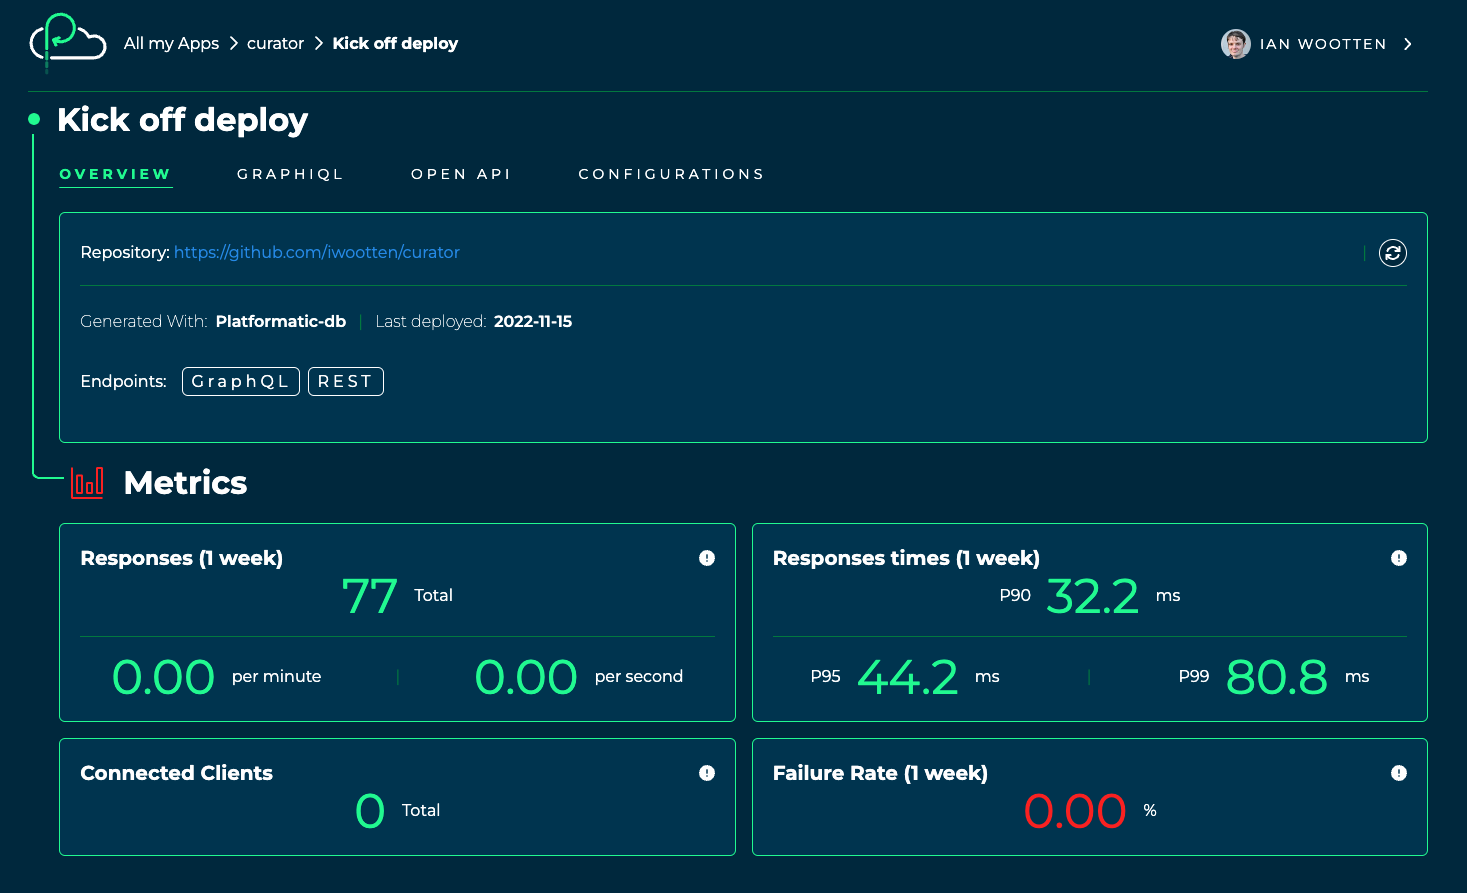 All my Apps > curator > Kick off deploy
IAN WOOTTEN >
Kick off deploy
OVERVIEW GRAPHIQL OPEN API CONFIGURATIONS
Repository: https://github.com/iwootten/curator
Generated With: Platformatic-db | Last deployed: 2022-11-15
Endpoints: GraphQL REST
Metrics
Responses (1 week)
77 Total
0.00 per minute | 0.00 per second
Responses times (1 week)
P90 32.2 ms
P95 44.2 ms | P99 80.8 ms
Connected Clients
0 Total
Failure Rate (1 week)
0.00 %